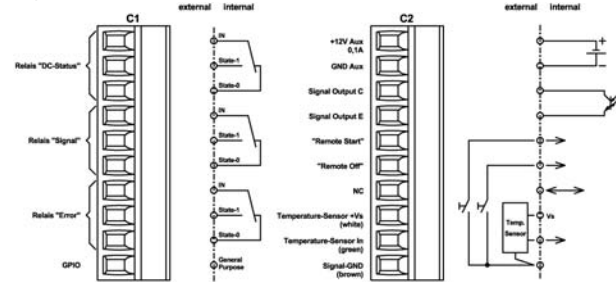 external internal
C1
IN
State-1
State-0
Relais "DC-Status"
IN
State-1
State-0
Relais "Signal"
IN
State-1
State-0
Relais "Error"
GPIO
General
Purpose
external internal
C2
+12V Aux
0,1A
GND Aux
Signal Output C
Signal Output E
"Remote Start"
"Remote Off"
NC
Temperature-Sensor +Vs
(white)
Temperature-Sensor In
(green)
Signal-GND
(brown)
+
−
Vs
Temp.
Sensor